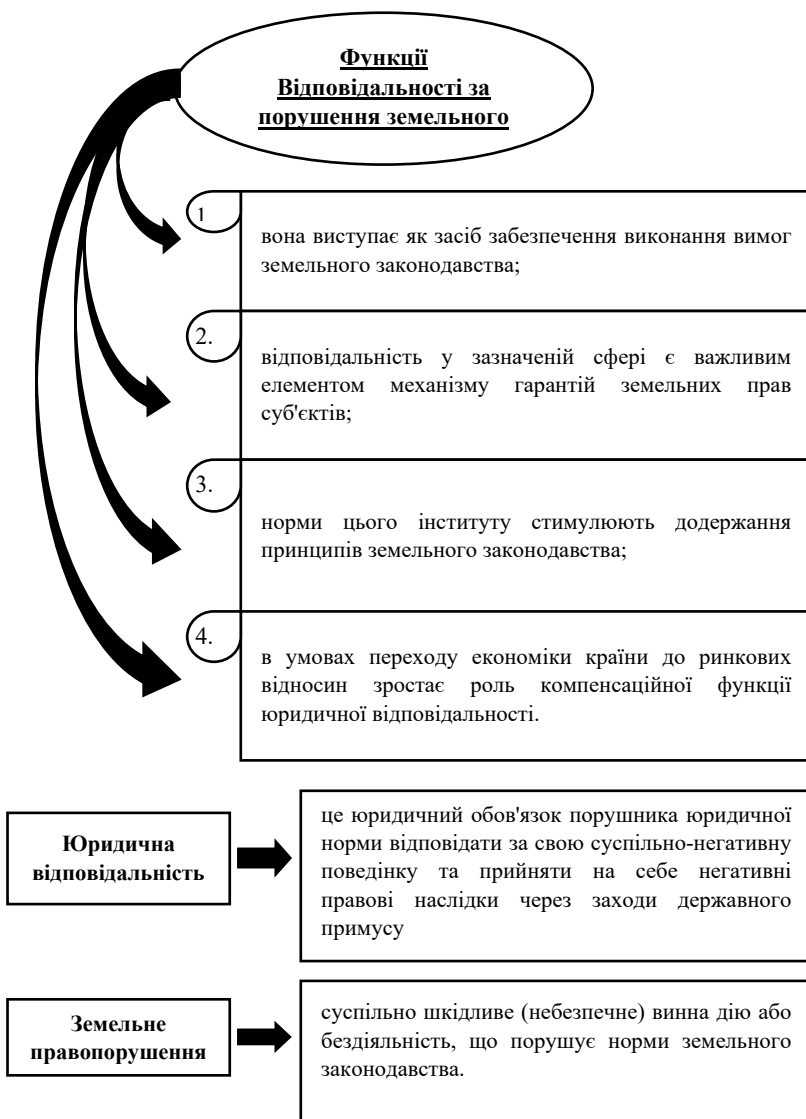 Функції
Відповідальності за
порушення земельного
1
вона виступає як засіб забезпечення виконання вимог
земельного законодавства;
2.
відповідальність у зазначеній сфері є важливим
елементом механізму гарантій земельних прав
суб'єктів;
3.
норми цього інституту стимулюють додержання
принципів земельного законодавства;
4.
в умовах переходу економіки країни до ринкових
відносин зростає роль компенсаційної функції
юридичної відповідальності.
Юридична
відповідальність
це юридичний обов'язок порушника юридичної
норми відповідати за свою суспільно-негативну
поведінку та прийняти на себе негативні
правові наслідки через заходи державного
примусу
Земельне
правопорушення
суспільно шкідливе (небезпечне) винна дію або
бездіяльність, що порушує норми земельного
законодавства.